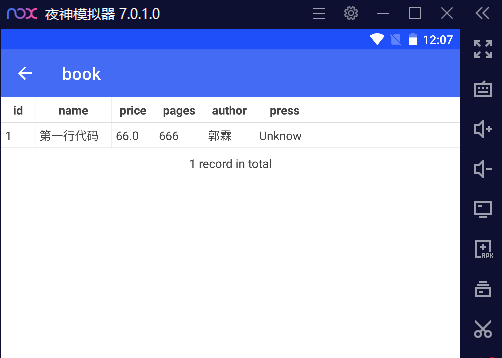 nox 夜神模拟器 7.0.1.0
12:07
book
id name price pages author press
1 第一行代码 66.0 666 郭霖 Unknow
1 record in total
APK